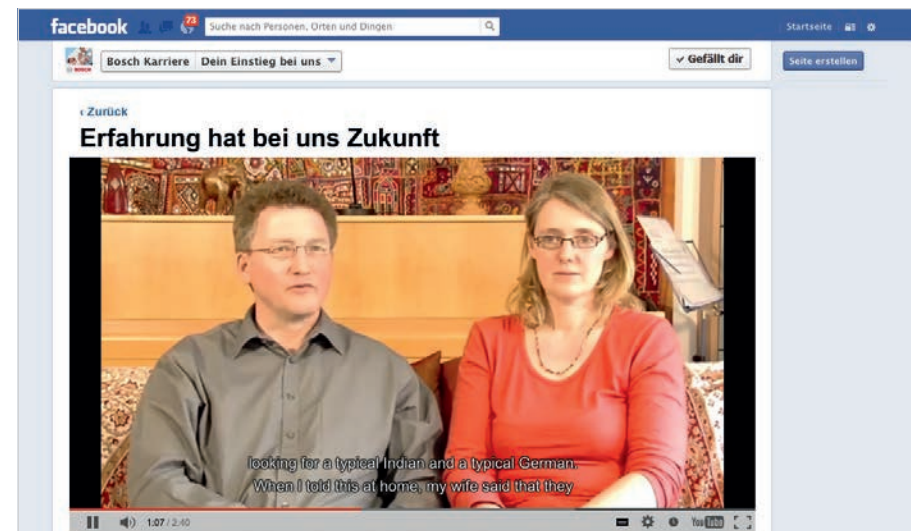 facebook
73
Suche nach Personen, Orten und Dingen
Startseite
BOSCH
Bosch Karriere Dein Einstieg bei uns
✓ Gefällt dir
Seite erstellen
‹ Zurück
Erfahrung hat bei uns Zukunft
looking for a typical Indian and a typical German.
When I told this at home, my wife said that they
1:07 / 2:40
YouTube